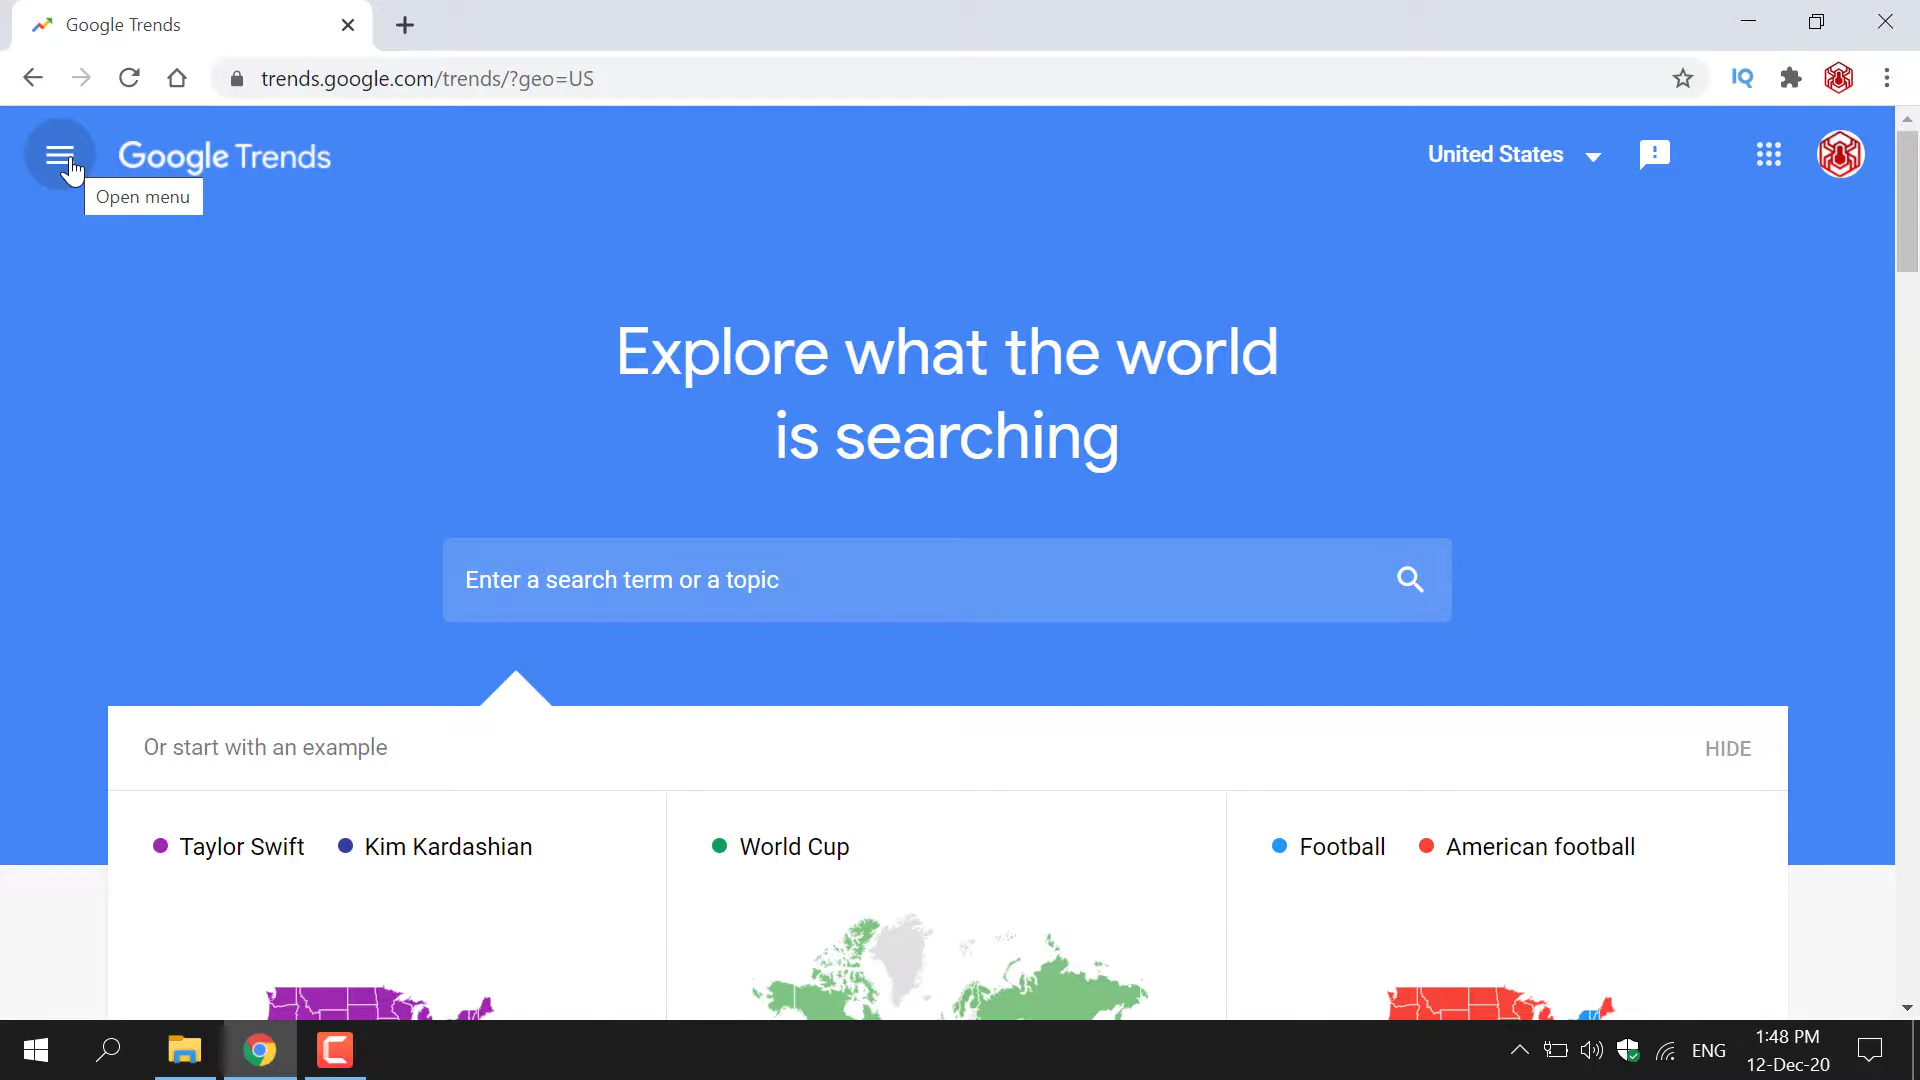 Google Trends
trends.google.com/trends/?geo=US
IQ
Google Trends
United States
Open menu
Explore what the world
is searching
Enter a search term or a topic
Or start with an example
HIDE
Taylor Swift
Kim Kardashian
World Cup
Football
American football
ENG
1:48 PM
12-Dec-20